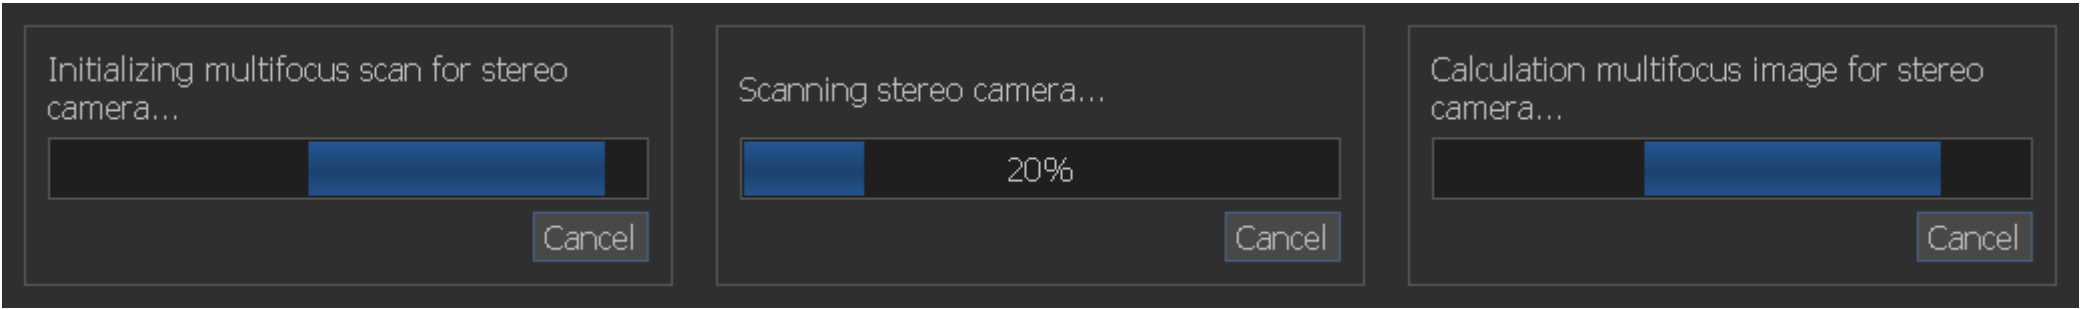 Initializing multifocus scan for stereo
camera...
Cancel
Scanning stereo camera...
20%
Cancel
Calculation multifocus image for stereo
camera...
Cancel